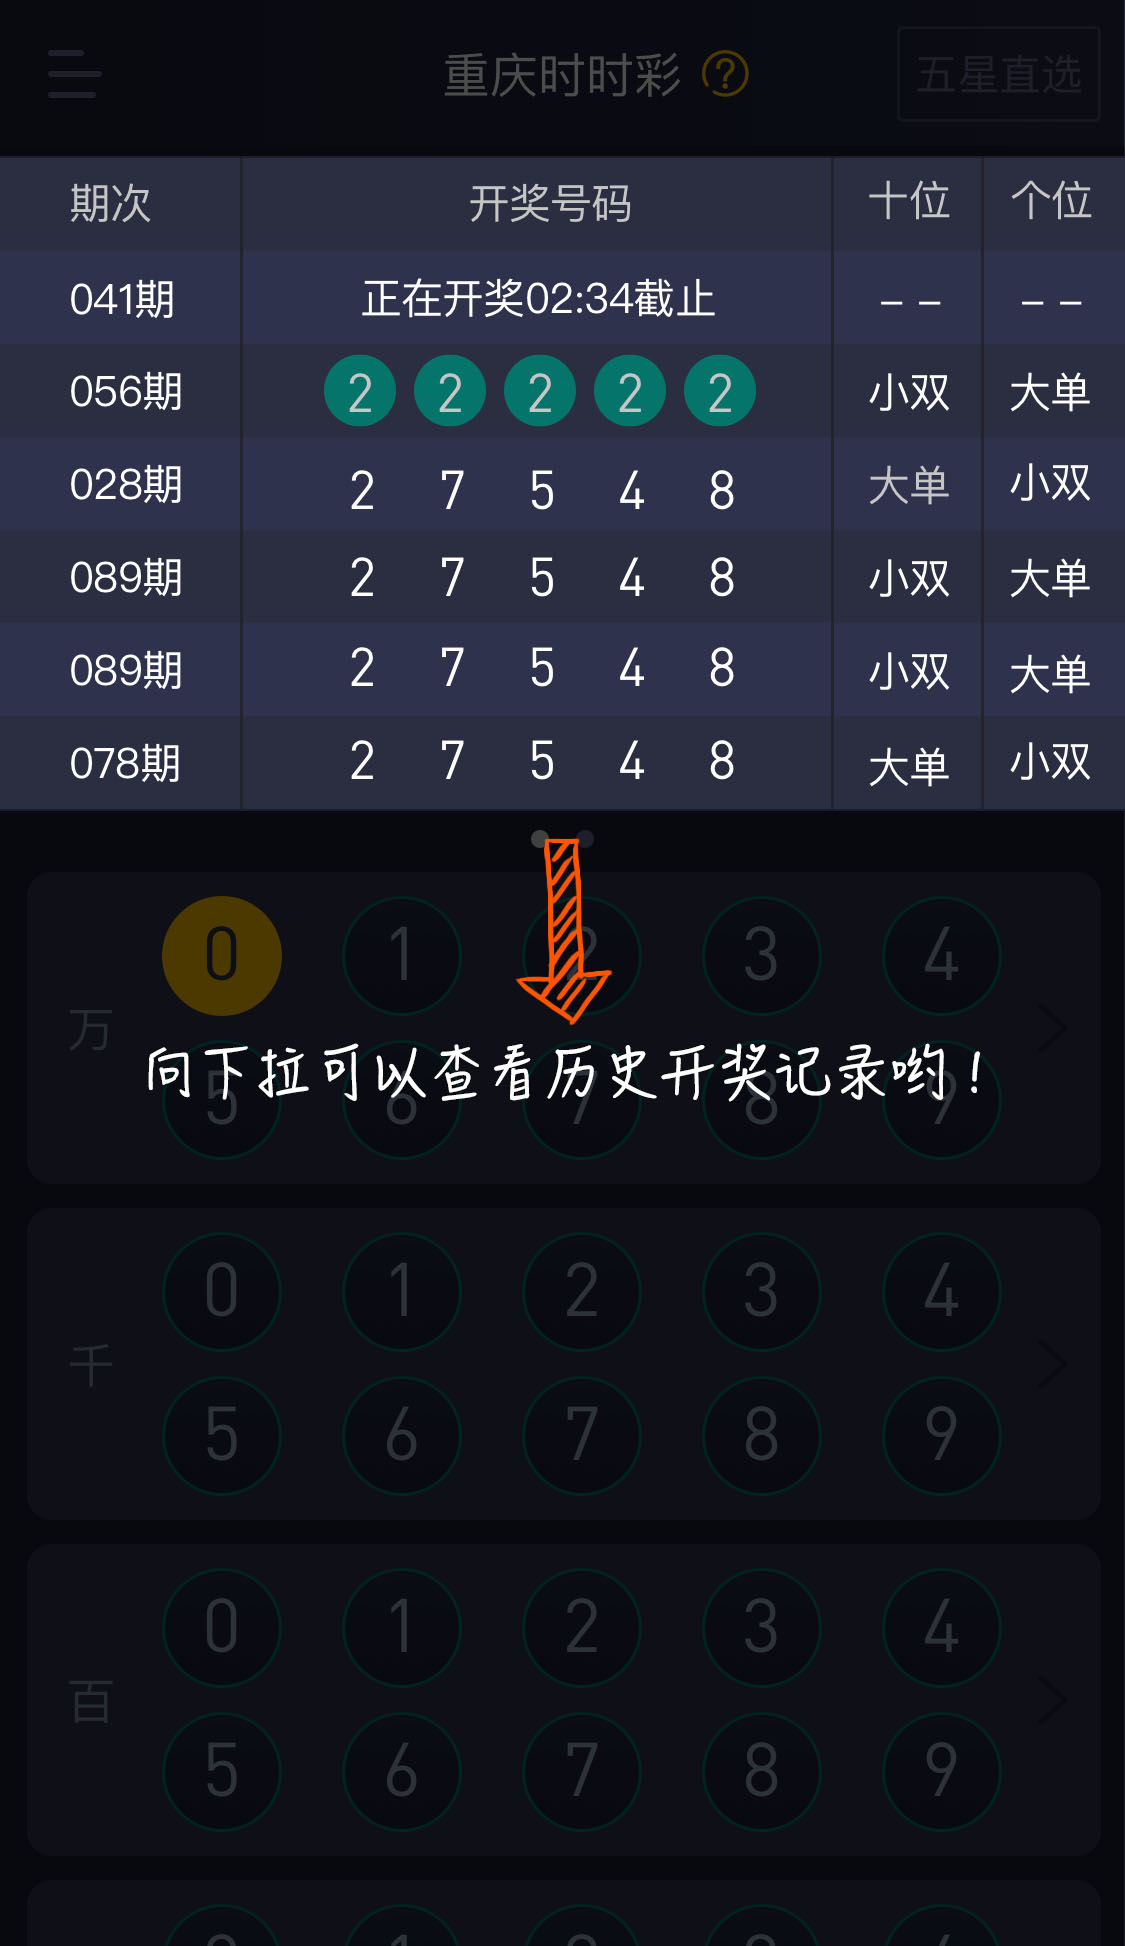 重庆时时彩 ? 五星直选
期次 开奖号码 十位 个位
041期 正在开奖02:34截止 -- --
056期 2 2 2 2 2 小双 大单
028期 2 7 5 4 8 大单 小双
089期 2 7 5 4 8 小双 大单
089期 2 7 5 4 8 小双 大单
078期 2 7 5 4 8 大单 小双
0 1 2 3 4
万
向下拉可以查看历史开奖记录哟！
5 6 7 8 9
0 1 2 3 4
千
5 6 7 8 9
0 1 2 3 4
百
5 6 7 8 9